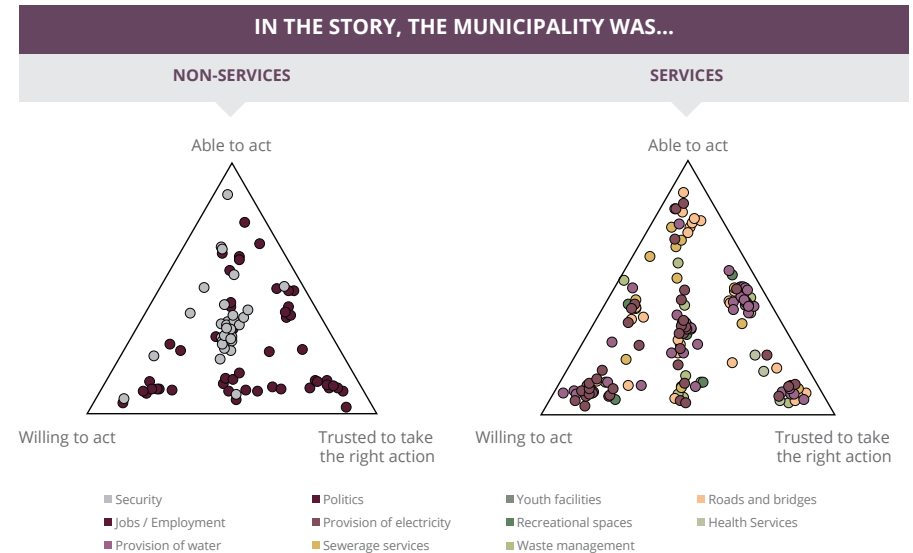 IN THE STORY, THE MUNICIPALITY WAS...
NON-SERVICES
SERVICES
Able to act
Able to act
Willing to act
Trusted to take
the right action
Willing to act
Trusted to take
the right action
Security
Politics
Youth facilities
Roads and bridges
Jobs / Employment
Provision of electricity
Recreational spaces
Health Services
Provision of water
Sewerage services
Waste management